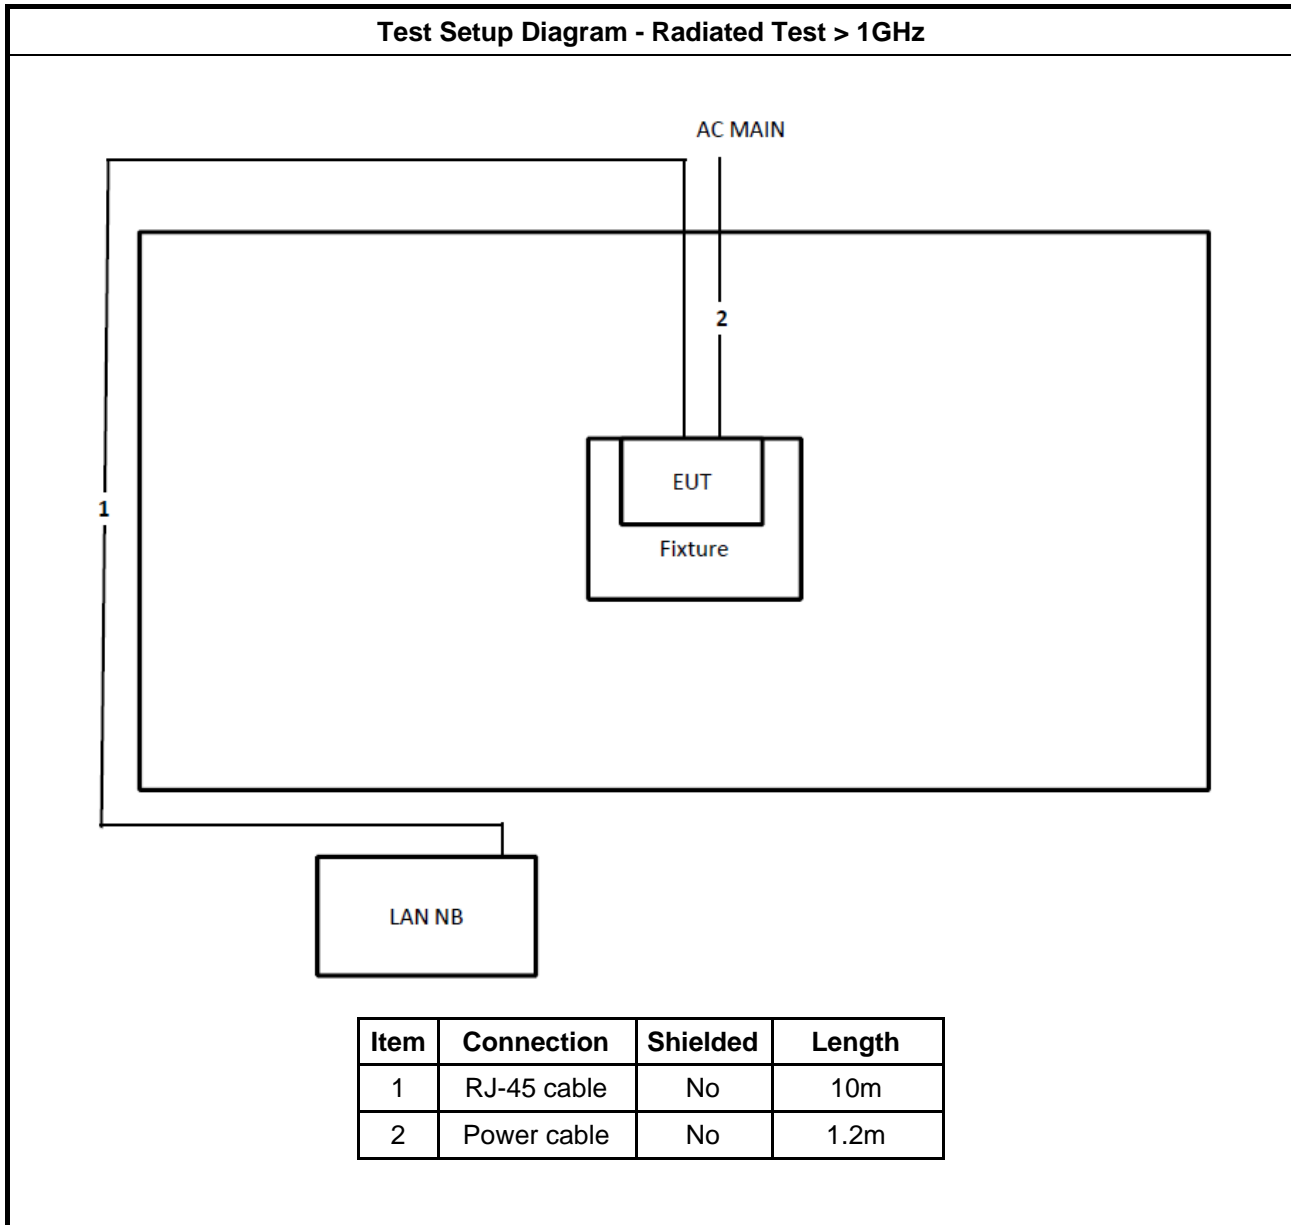 Test Setup Diagram - Radiated Test > 1GHz
AC MAIN
2
EUT
1
Fixture
LAN NB
Item Connection Shielded Length
1 RJ-45 cable No 10m
2 Power cable No 1.2m